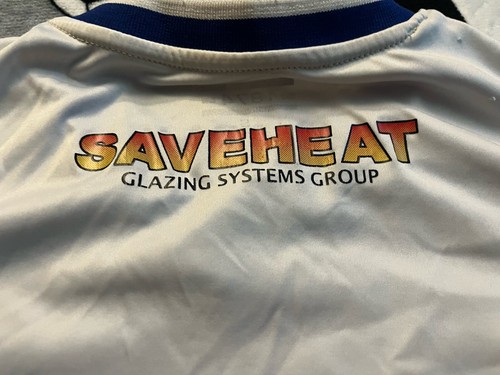 SAVEHEAT
GLAZING SYSTEMS GROUP